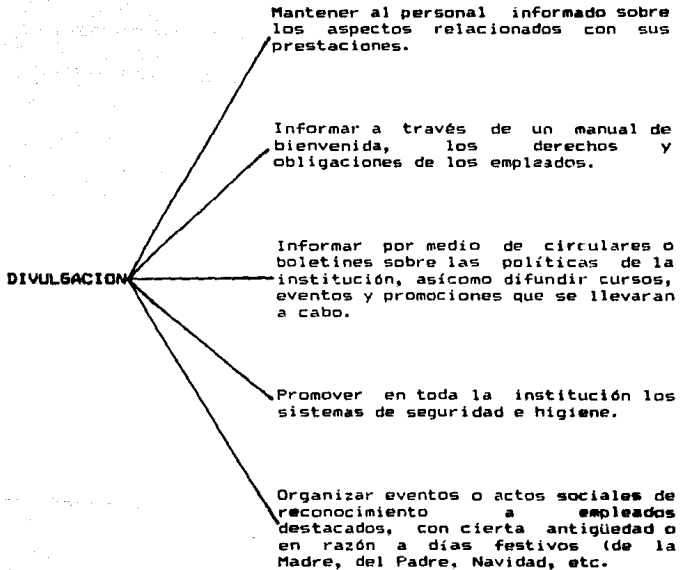 Mantener al personal informado sobre
los aspectos relacionados con sus
prestaciones.
Informar a través de un manual de
bienvenida, los derechos y
obligaciones de los empleados.
DIVULGACION
Informar por medio de circulares o
boletines sobre las políticas de la
institución, asícomo difundir cursos,
eventos y promociones que se llevaran
a cabo.
Promover en toda la institución los
sistemas de seguridad e higiene.
Organizar eventos o actos sociales de
reconocimiento a empleados
destacados, con cierta antigüedad o
en razón a días festivos (de la
Madre, del Padre, Navidad, etc.